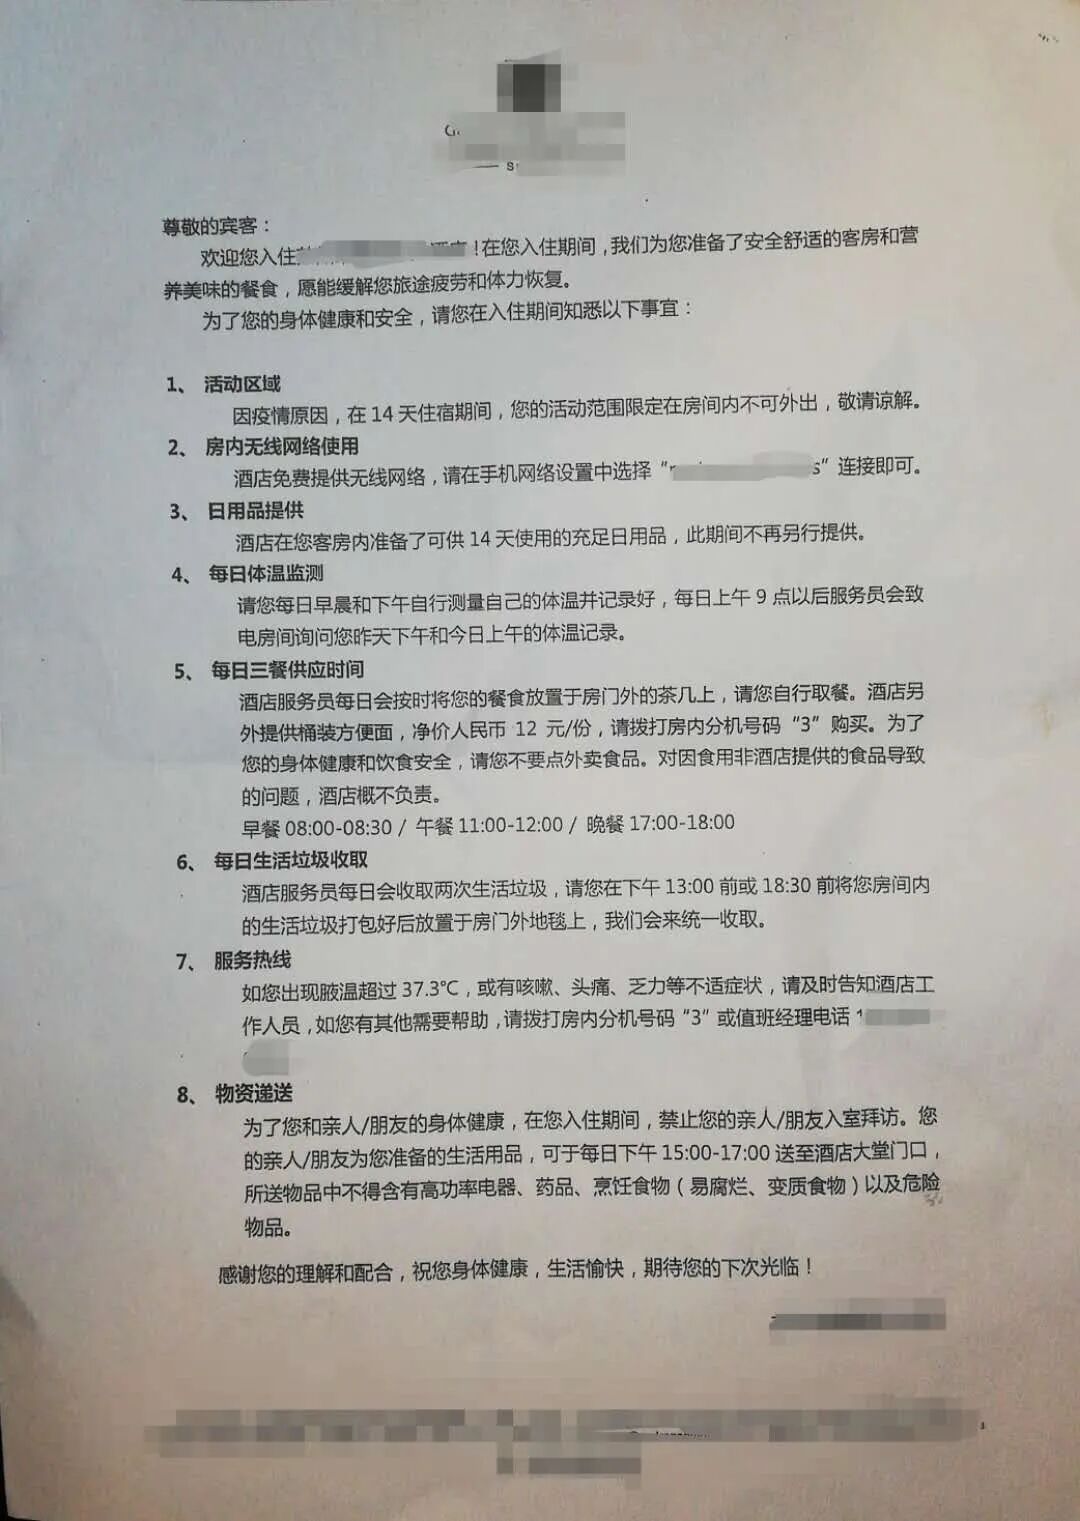 尊敬的宾客：
欢迎您入住 ！在您入住期间，我们为您准备了安全舒适的客房和营
养美味的餐食，愿能缓解您旅途疲劳和体力恢复。
为了您的身体健康和安全，请您在入住期间知悉以下事宜：
1、 活动区域
因疫情原因，在 14 天住宿期间，您的活动范围限定在房间内不可外出，敬请谅解。
2、 房内无线网络使用
酒店免费提供无线网络，请在手机网络设置中选择“ s”连接即可。
3、 日用品提供
酒店在您客房内准备了可供 14 天使用的充足日用品，此期间不再另行提供。
4、 每日体温监测
请您每日早晨和下午自行测量自己的体温并记录好，每日上午 9 点以后服务员会致
电房间询问您昨天下午和今日上午的体温记录。
5、 每日三餐供应时间
酒店服务员每日会按时将您的餐食放置于房门外的茶几上，请您自行取餐。酒店另
外提供桶装方便面，净价人民币 12 元/份，请拨打房内分机号码“3”购买。为了
您的身体健康和饮食安全，请您不要点外卖食品。对因食用非酒店提供的食品导致
的问题，酒店概不负责。
早餐 08:00-08:30 / 午餐 11:00-12:00 / 晚餐 17:00-18:00
6、 每日生活垃圾收取
酒店服务员每日会收取两次生活垃圾，请您在下午 13:00 前或 18:30 前将您房间内
的生活垃圾打包好后放置于房门外地毯上，我们会来统一收取。
7、 服务热线
如您出现腋温超过 37.3℃，或有咳嗽、头痛、乏力等不适症状，请及时告知酒店工
作人员，如您有其他需要帮助，请拨打房内分机号码“3”或值班经理电话 1
8、 物资递送
为了您和亲人/朋友的身体健康，在您入住期间，禁止您的亲人/朋友入室拜访。您
的亲人/朋友为您准备的生活用品，可于每日下午 15:00-17:00 送至酒店大堂门口，
所送物品中不得含有高功率电器、药品、烹饪食物（易腐烂、变质食物）以及危险
物品。
感谢您的理解和配合，祝您身体健康，生活愉快，期待您的下次光临！